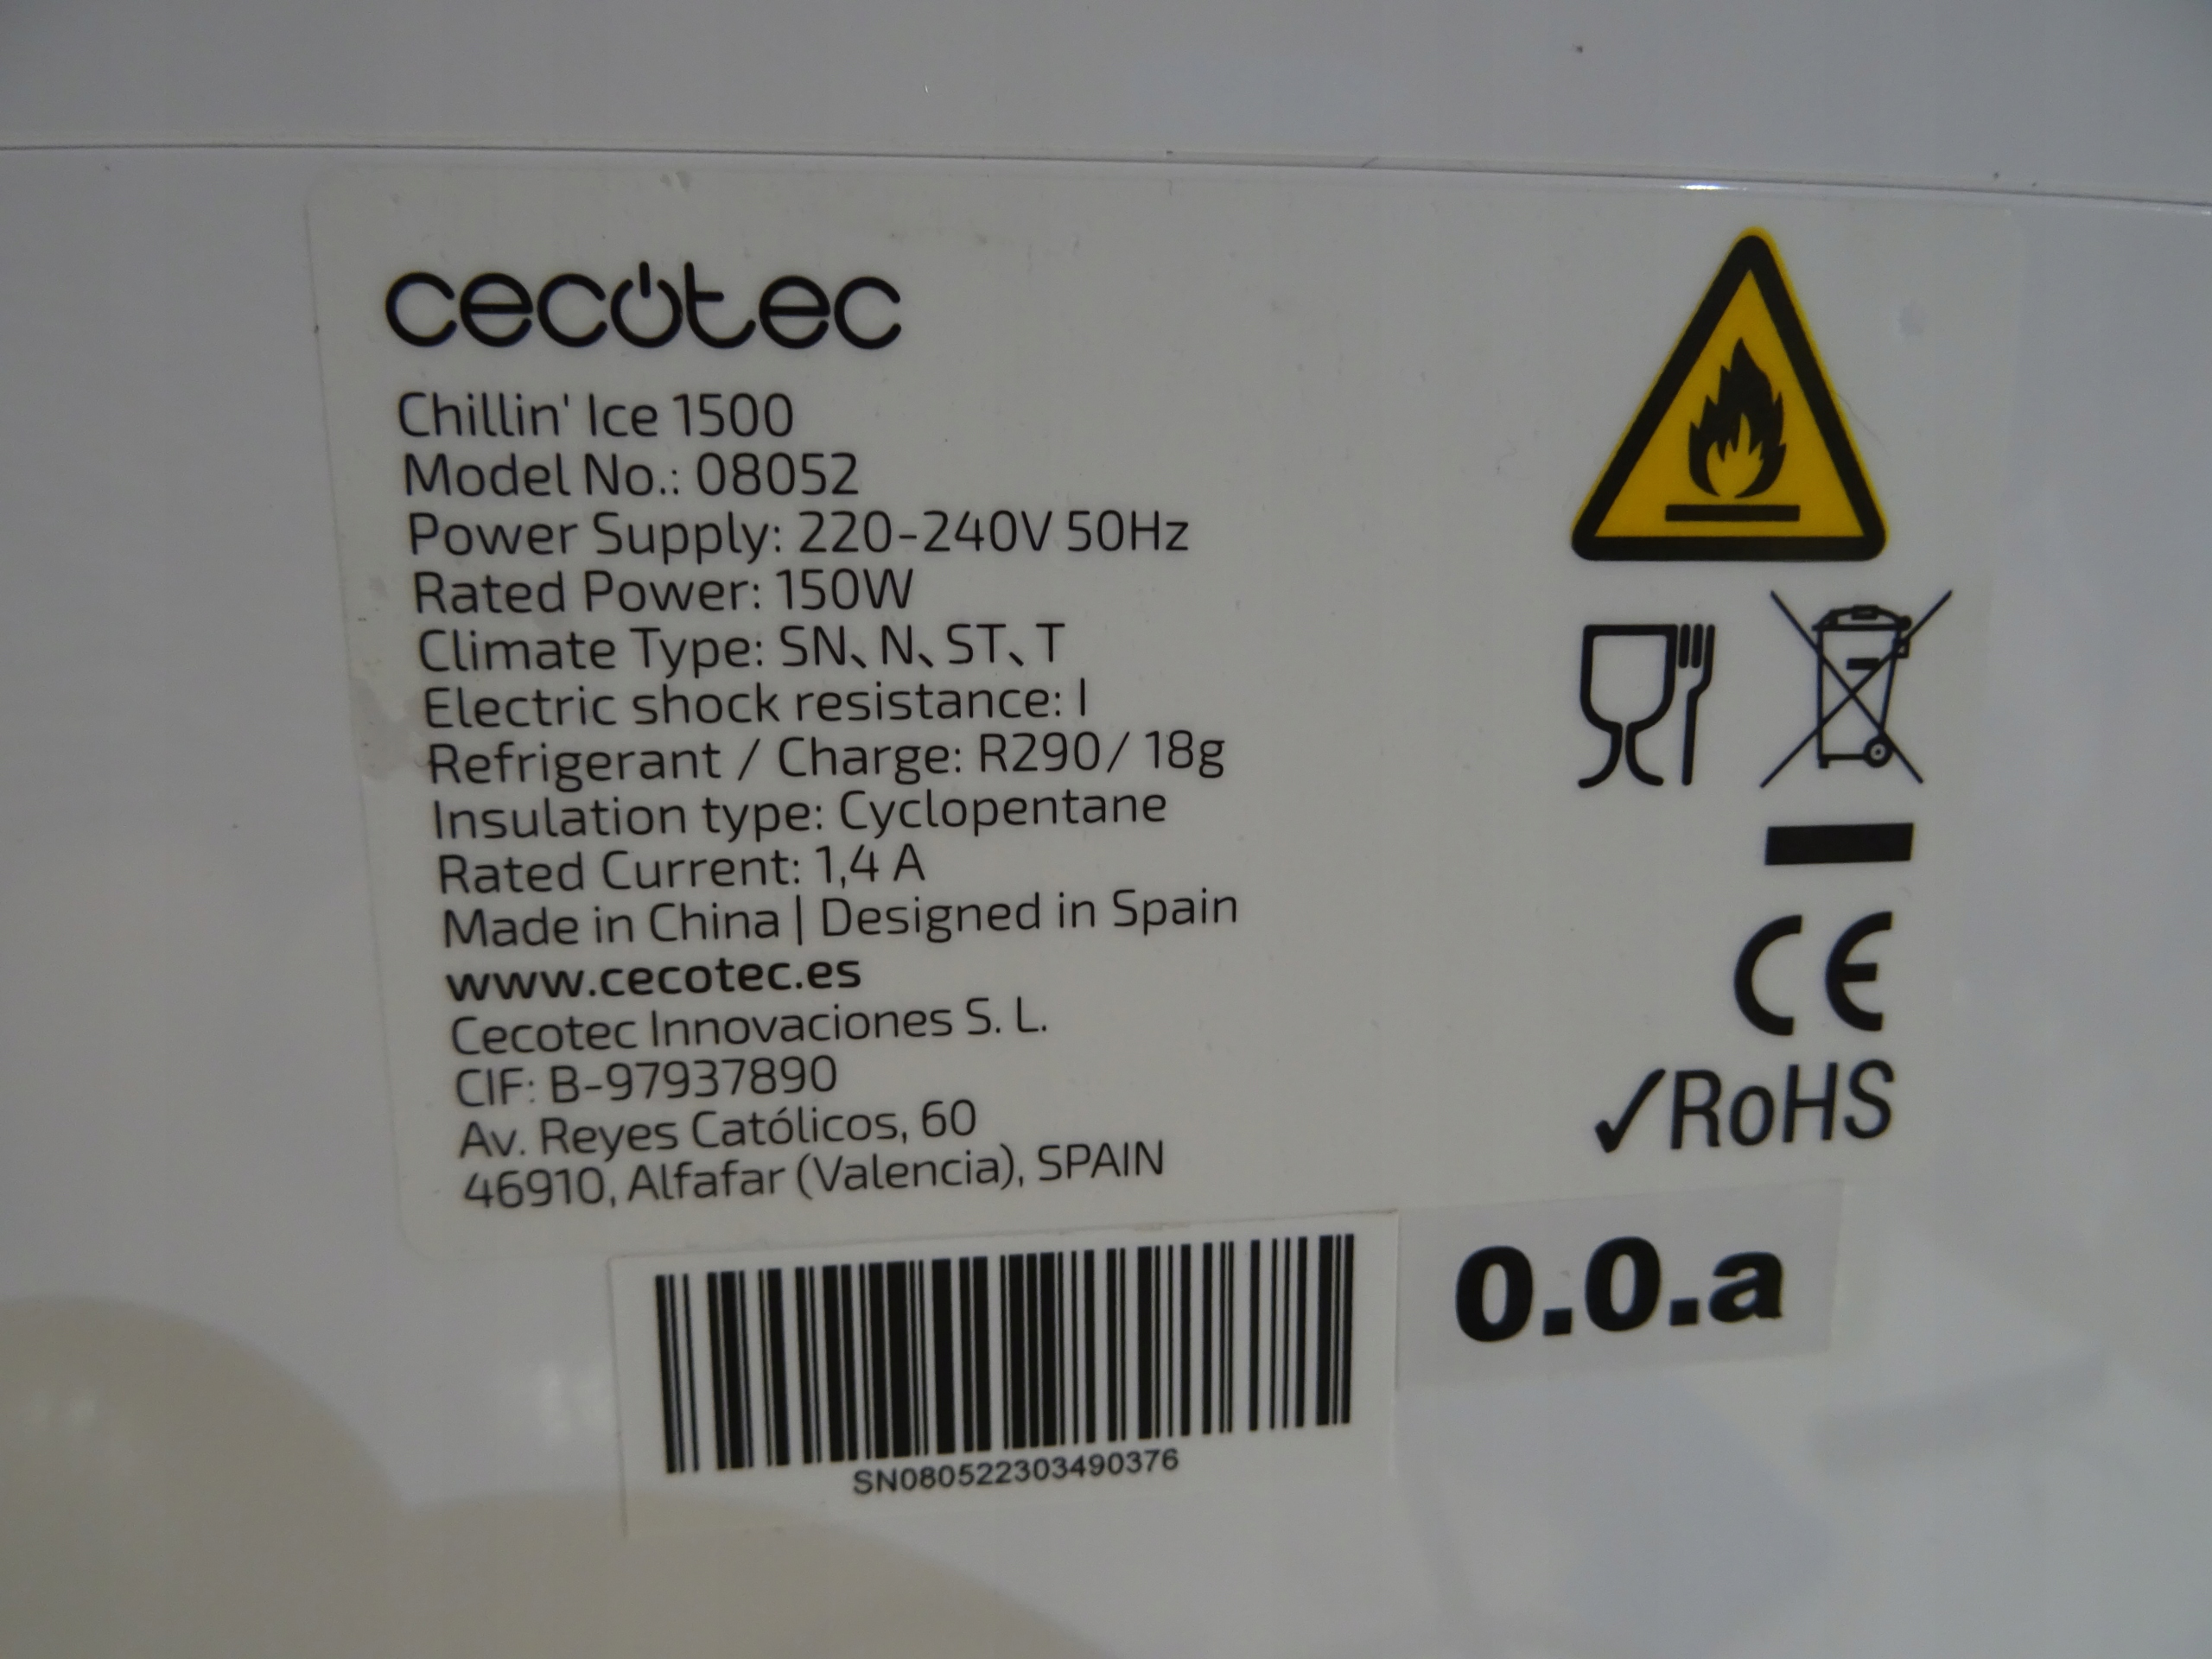 cecotec
Chillin' Ice 1500
Model No.: 08052
Power Supply: 220-240V 50Hz
Rated Power: 150W
Climate Type: SN、N、ST、T
Electric shock resistance: I
Refrigerant / Charge: R290/ 18g
Insulation type: Cyclopentane
Rated Current: 1,4 A
Made in China | Designed in Spain
www.cecotec.es
Cecotec Innovaciones S. L.
CIF: B-97937890
Av. Reyes Católicos, 60
46910, Alfafar (Valencia), SPAIN
CE
✓RoHS
0.0.a
SN080522303490376